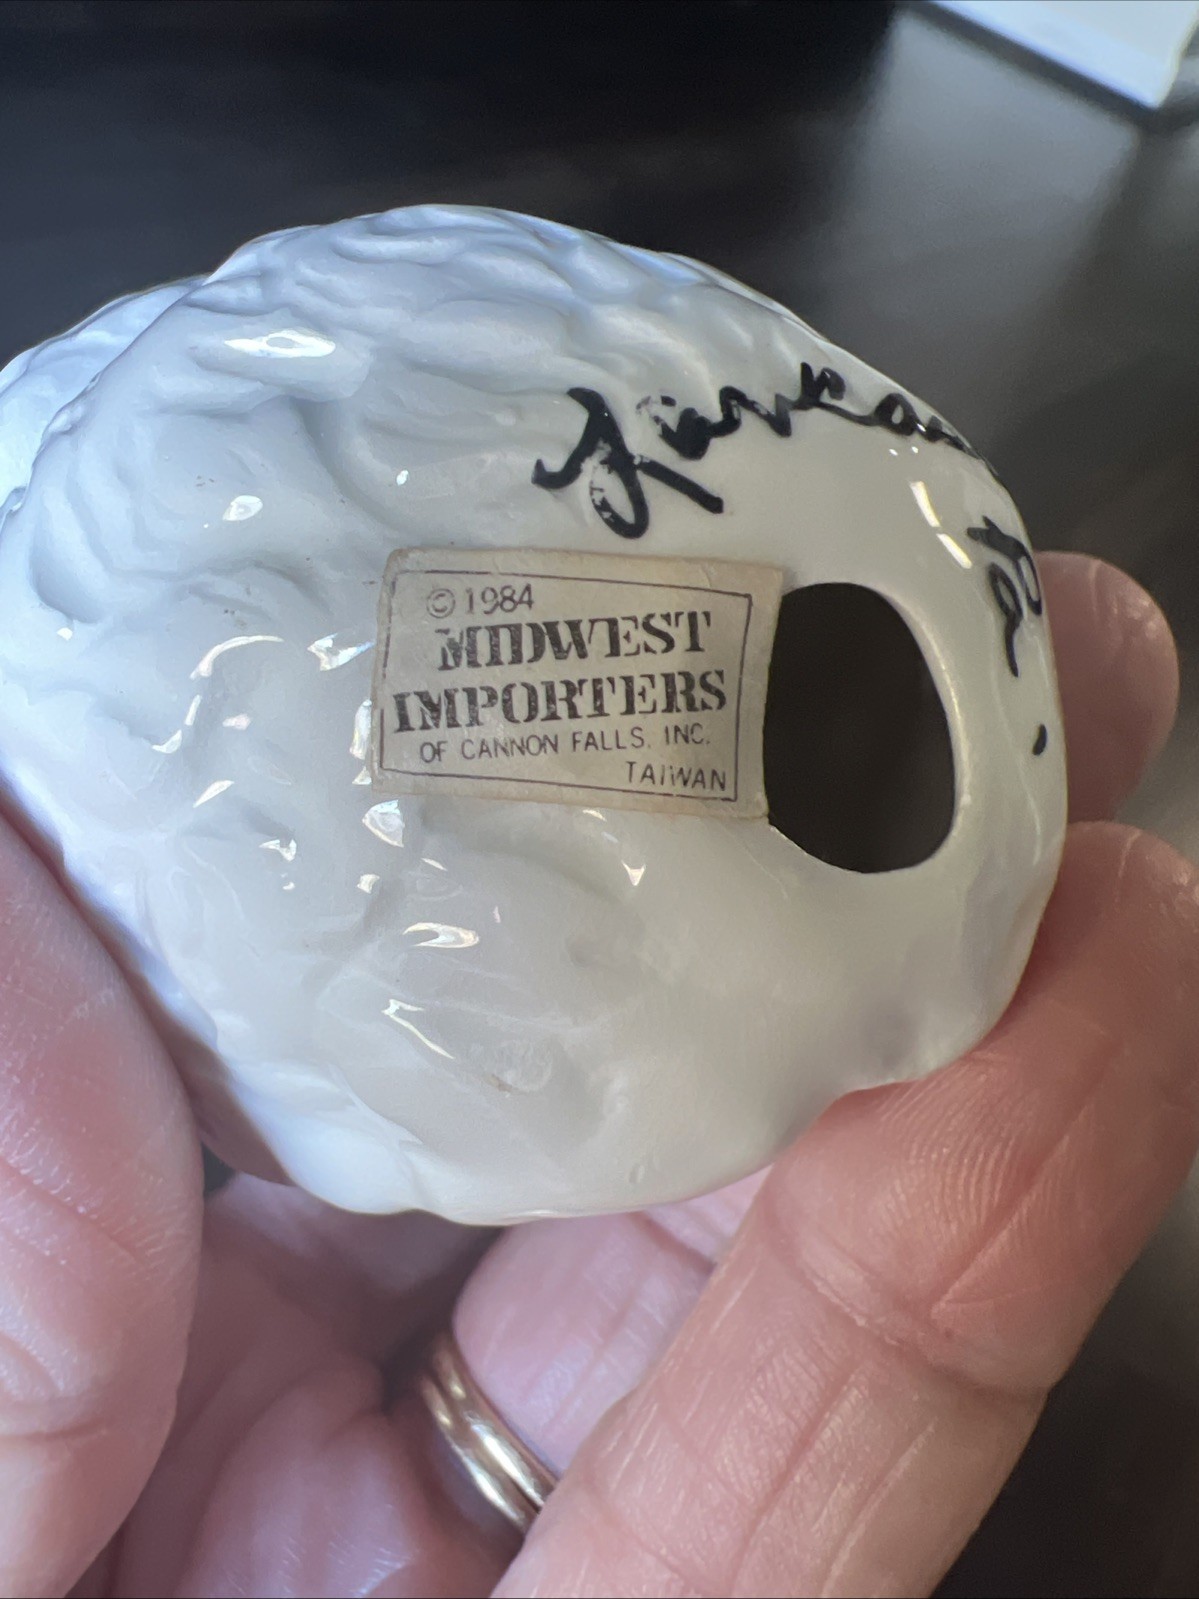 © 1984
MIDWEST
IMPORTERS
OF CANNON FALLS, INC.
TAIWAN